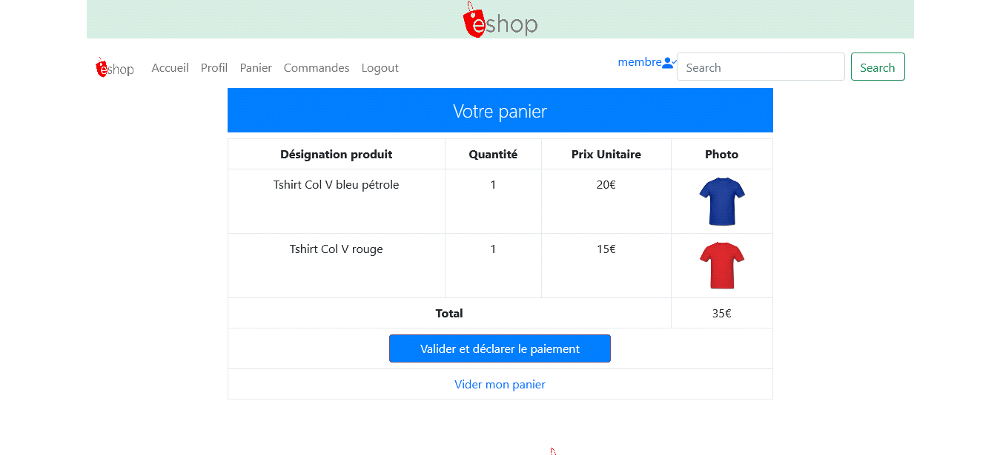 eshop
eshop Accueil Profil Panier Commandes Logout membre Search Search
Votre panier
Désignation produit Quantité Prix Unitaire Photo
Tshirt Col V bleu pétrole 1 20€
Tshirt Col V rouge 1 15€
Total 35€
Valider et déclarer le paiement
Vider mon panier